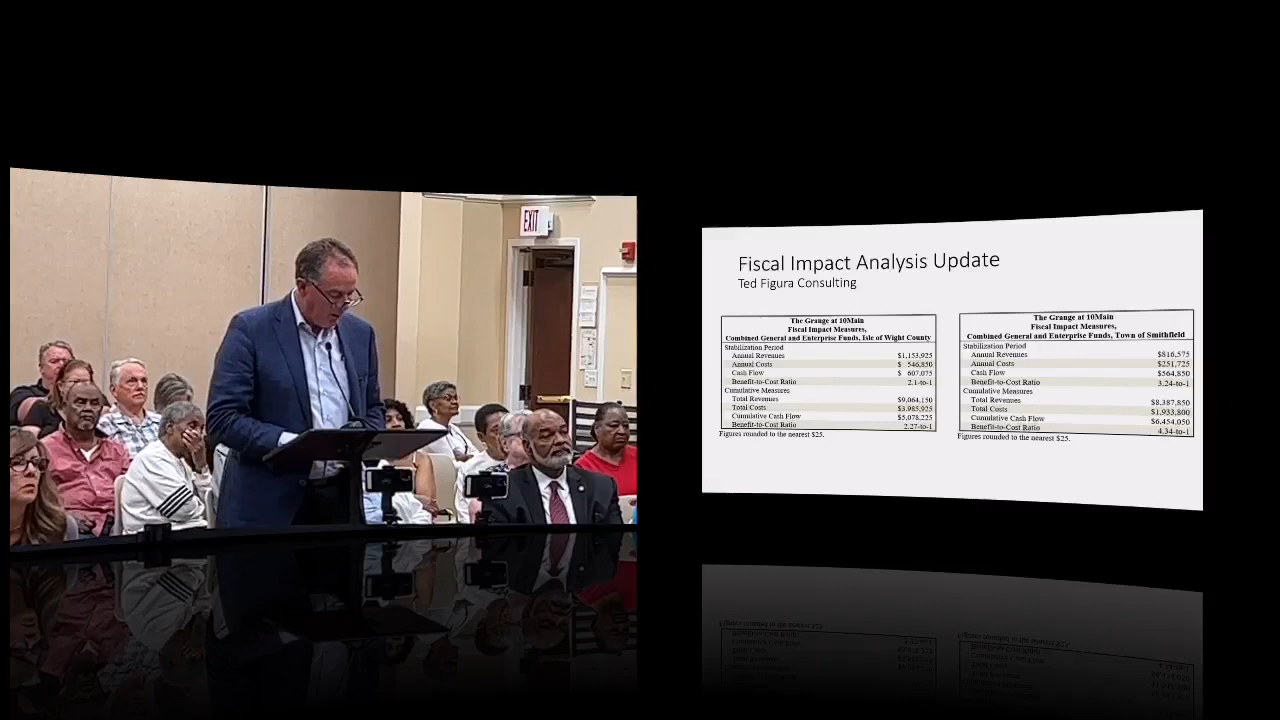 EXIT
Fiscal Impact Analysis Update
Ted Figura Consulting
The Grange at 10Main
Fiscal Impact Measures,
Combined General and Enterprise Funds, Isle of Wight County
Stabilization Period
Annual Revenues $1,153,925
Annual Costs $ 546,850
Cash Flow $ 607,075
Benefit-to-Cost Ratio 2.1-to-1
Cumulative Measures
Total Revenues $9,064,150
Total Costs $3,985,925
Cumulative Cash Flow $5,078,225
Benefit-to-Cost Ratio 2.27-to-1
Figures rounded to the nearest $25.
The Grange at 10Main
Fiscal Impact Measures,
Combined General and Enterprise Funds, Town of Smithfield
Stabilization Period
Annual Revenues $816,575
Annual Costs $251,725
Cash Flow $564,850
Benefit-to-Cost Ratio 3.24-to-1
Cumulative Measures
Total Revenues $8,387,850
Total Costs $1,933,800
Cumulative Cash Flow $6,454,050
Benefit-to-Cost Ratio 4.34-to-1
Figures rounded to the nearest $25.